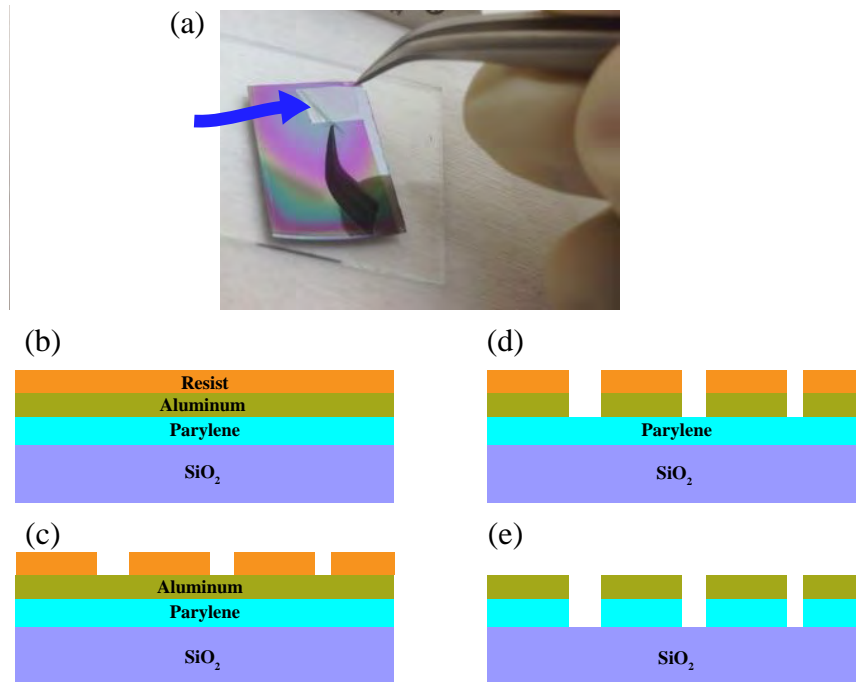 (a)
(b)
Resist
Aluminum
Parylene
SiO₂
(c)
Aluminum
Parylene
SiO₂
(d)
Parylene
SiO₂
(e)
SiO₂